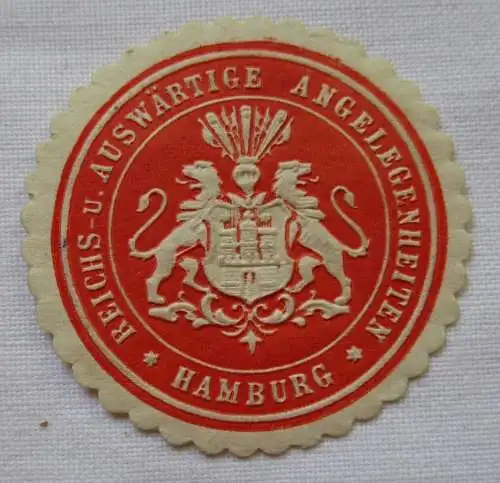 REICHS- u. AUSWÄRTIGE ANGELEGENHEITEN
* HAMBURG *